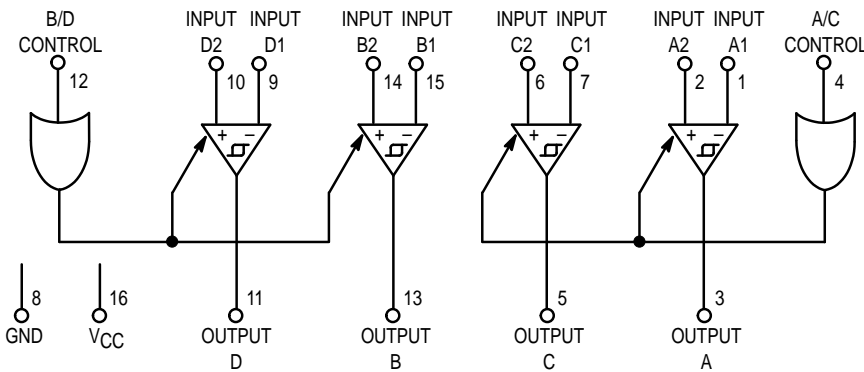 B/D
CONTROL
12
INPUT
D2
10
INPUT
D1
9
INPUT
B2
14
INPUT
B1
15
INPUT
C2
6
INPUT
C1
7
INPUT
A2
2
INPUT
A1
1
A/C
CONTROL
4
+ −
+ −
+ −
+ −
8
GND
16
VCC
11
OUTPUT
D
13
OUTPUT
B
5
OUTPUT
C
3
OUTPUT
A